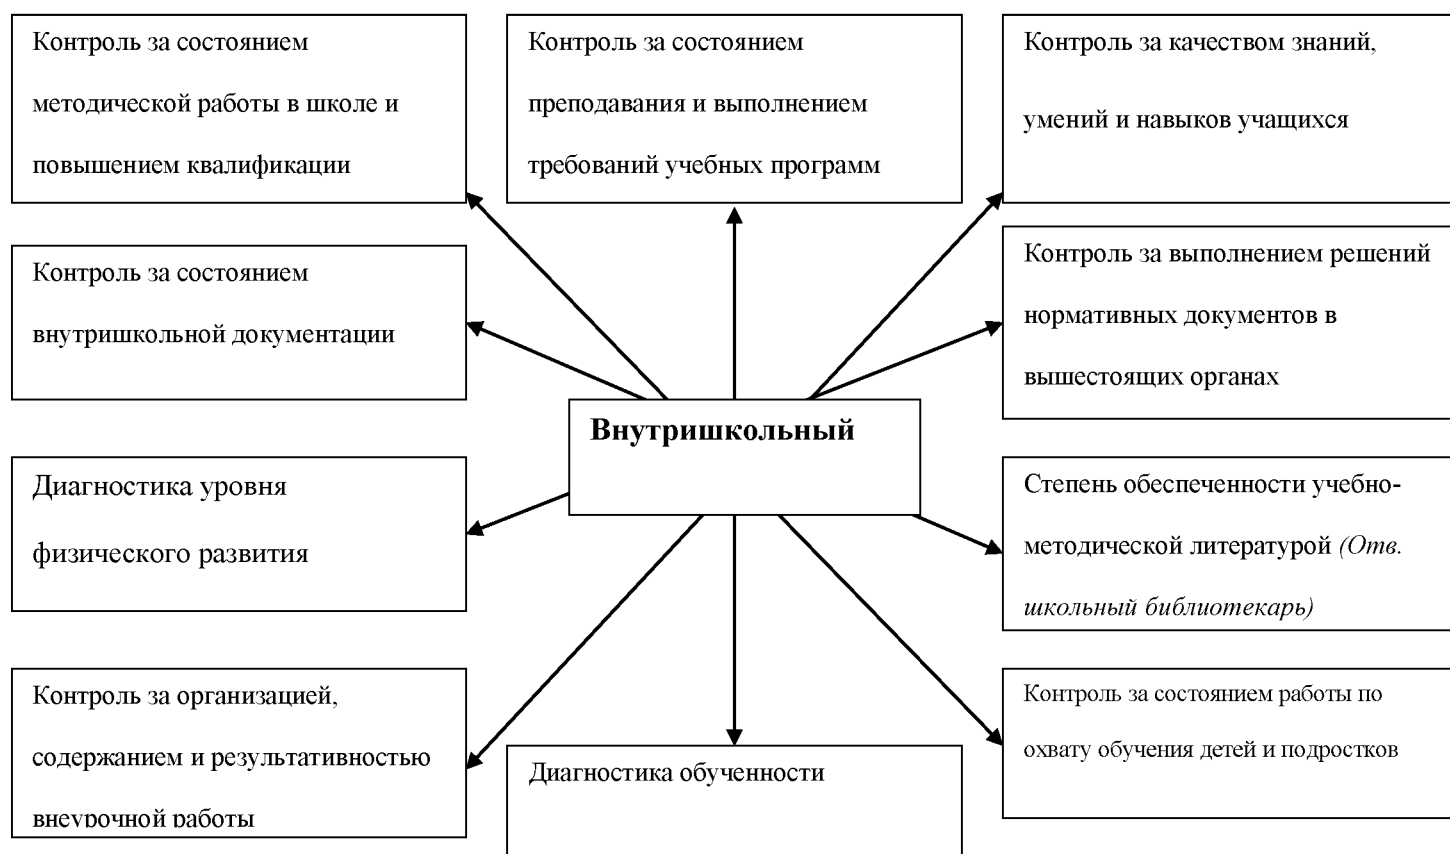 Контроль за состоянием
методической работы в школе и
повышением квалификации
Контроль за состоянием
преподавания и выполнением
требований учебных программ
Контроль за качеством знаний,
умений и навыков учащихся
Контроль за состоянием
внутришкольной документации
Контроль за выполнением решений
нормативных документов в
вышестоящих органах
Внутришкольный
Диагностика уровня
физического развития
Степень обеспеченности учебно-
методической литературой (Отв.
школьный библиотекарь)
Контроль за организацией,
содержанием и результативностью
внеурочной работы
Диагностика обученности
Контроль за состоянием работы по
охвату обучения детей и подростков